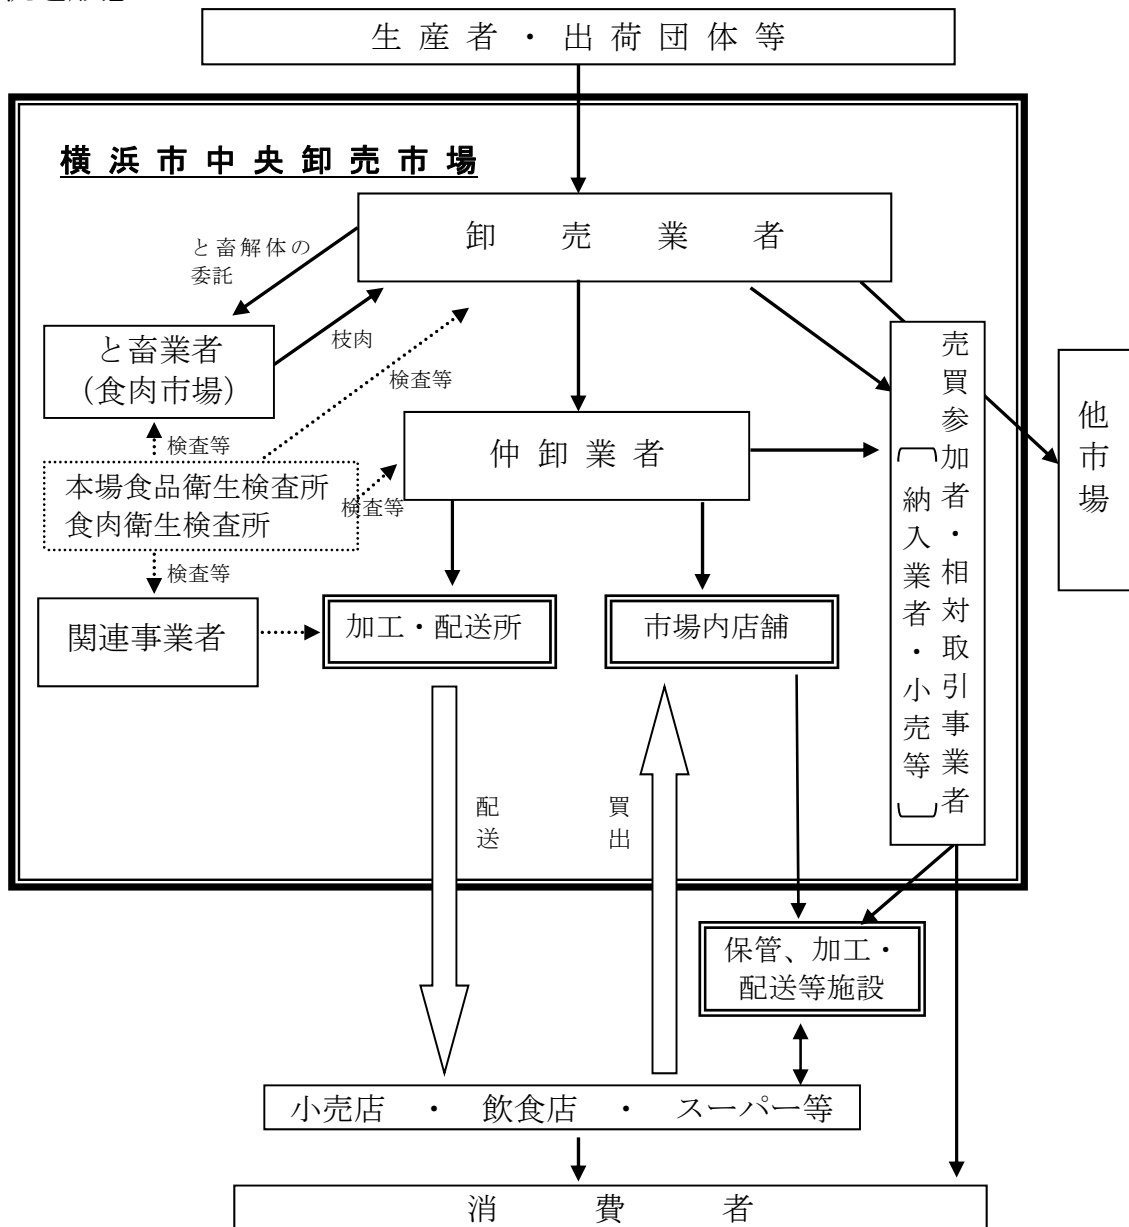 生産者・出荷団体等
横浜市中央卸売市場
卸売業者
と畜解体の
委託
枝肉
と畜業者
（食肉市場）
検査等
検査等
本場食品衛生検査所
食肉衛生検査所
検査等
検査等
仲卸業者
売買参加者・相対取引事業者
〔納入業者・小売等〕
他市場
関連事業者
加工・配送所
市場内店舗
配送
買出
保管、加工・
配送等施設
小売店・飲食店・スーパー等
消費者